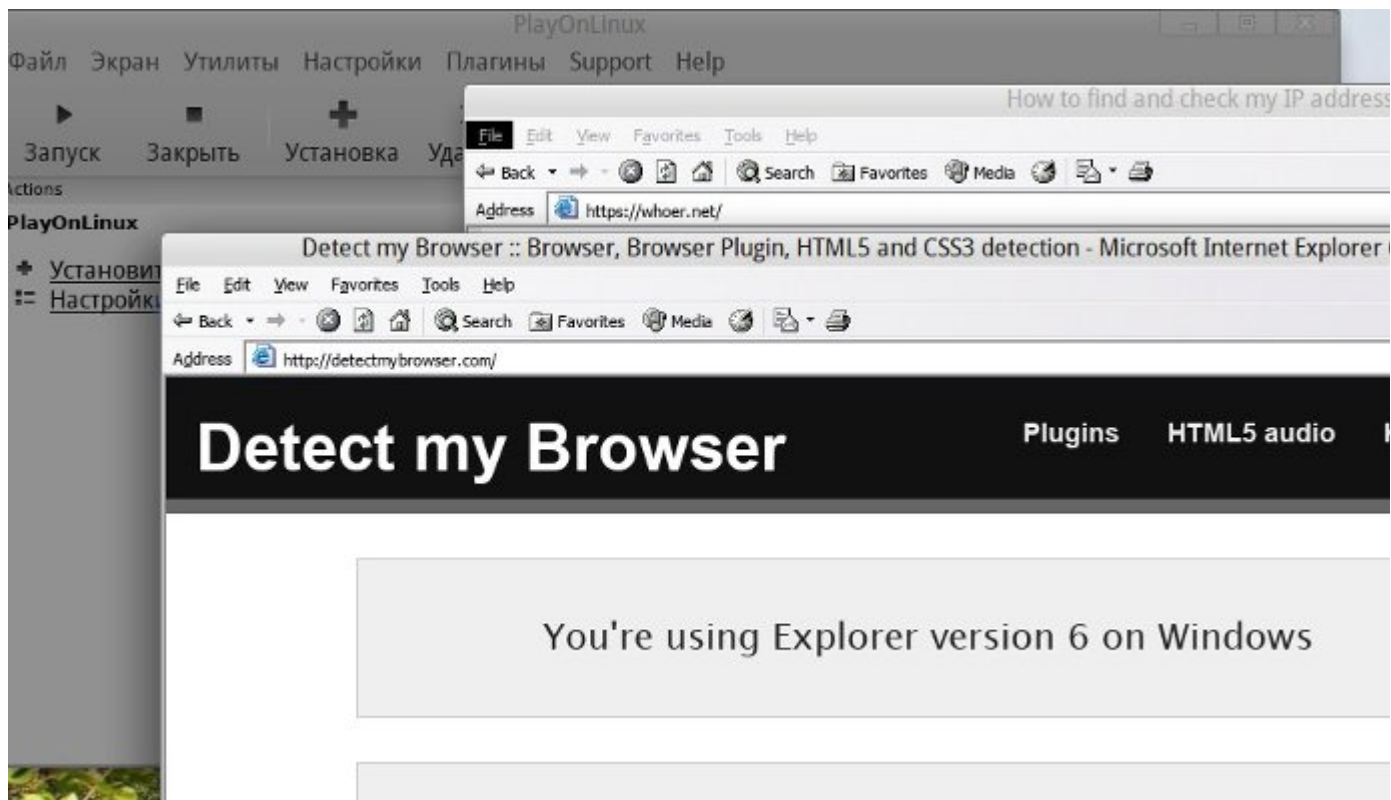 PlayOnLinux
Файл Экран Утилиты Настройки Плагины Support Help
Запуск Закрыть Установка
Actions
PlayOnLinux
Установит
Настройки
How to find and check my IP address
File Edit View Favorites Tools Help
Back Search Favorites Media
Address https://whoer.net/
Detect my Browser :: Browser, Browser Plugin, HTML5 and CSS3 detection - Microsoft Internet Explorer
File Edit View Favorites Tools Help
Back Search Favorites Media
Address http://detectmybrowser.com/
Detect my Browser Plugins HTML5 audio
You're using Explorer version 6 on Windows